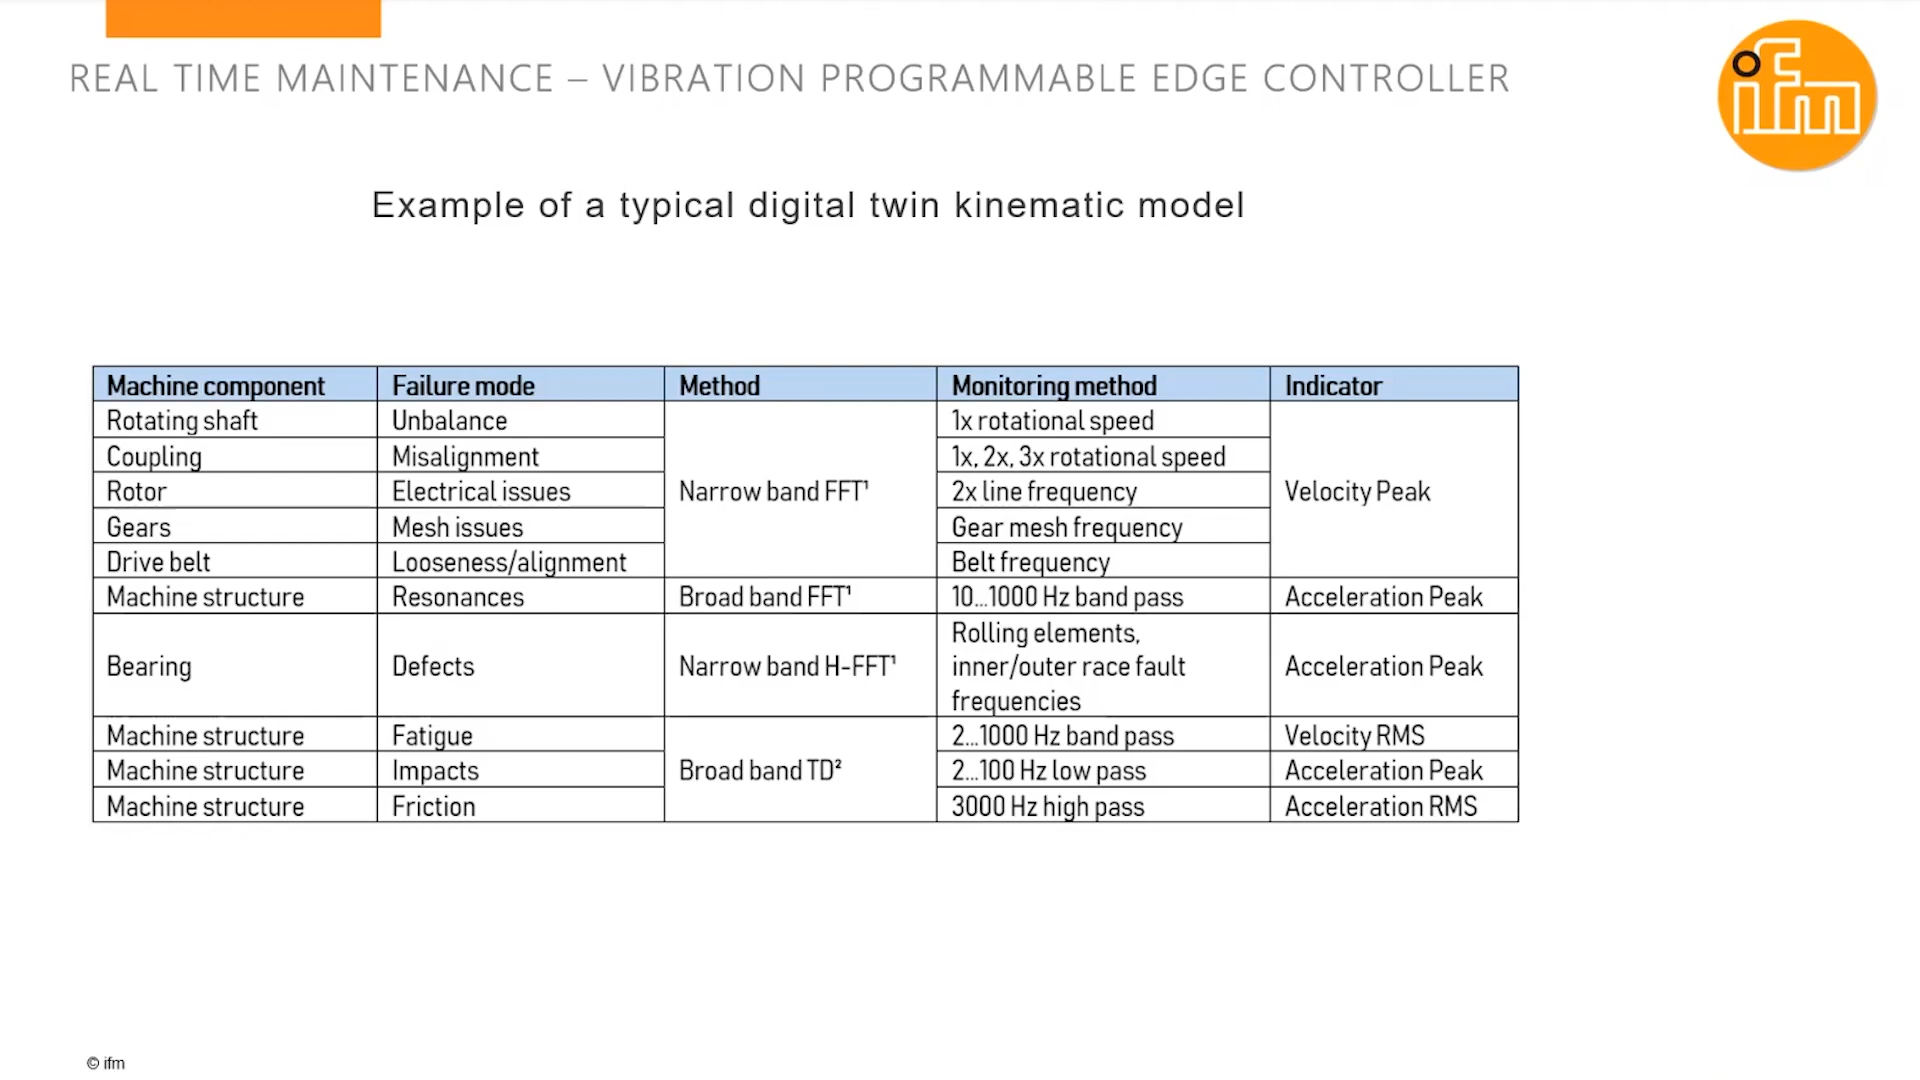 REAL TIME MAINTENANCE – VIBRATION PROGRAMMABLE EDGE CONTROLLER
ifm
Example of a typical digital twin kinematic model
Machine component Failure mode Method Monitoring method Indicator
Rotating shaft Unbalance 1x rotational speed
Coupling Misalignment 1x, 2x, 3x rotational speed
Rotor Electrical issues Narrow band FFT¹ 2x line frequency Velocity Peak
Gears Mesh issues Gear mesh frequency
Drive belt Looseness/alignment Belt frequency
Machine structure Resonances Broad band FFT¹ 10...1000 Hz band pass Acceleration Peak
Rolling elements,
Bearing Defects Narrow band H-FFT¹ inner/outer race fault Acceleration Peak
frequencies
Machine structure Fatigue 2...1000 Hz band pass Velocity RMS
Machine structure Impacts Broad band TD² 2...100 Hz low pass Acceleration Peak
Machine structure Friction 3000 Hz high pass Acceleration RMS
© ifm